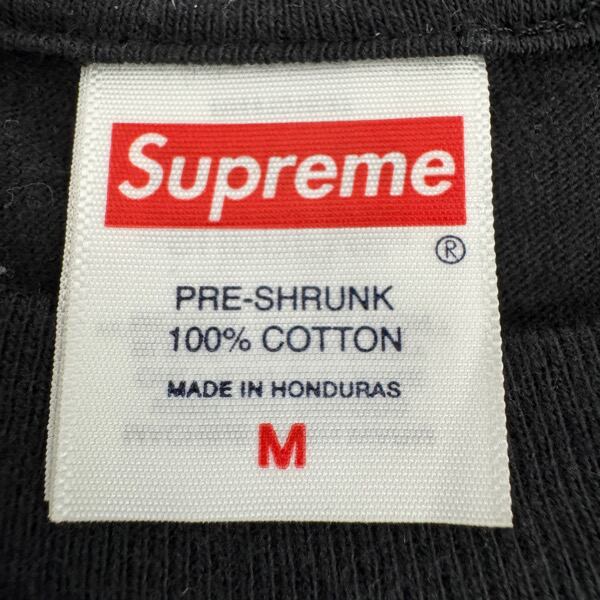 Supreme
®
PRE-SHRUNK
100% COTTON
MADE IN HONDURAS
M